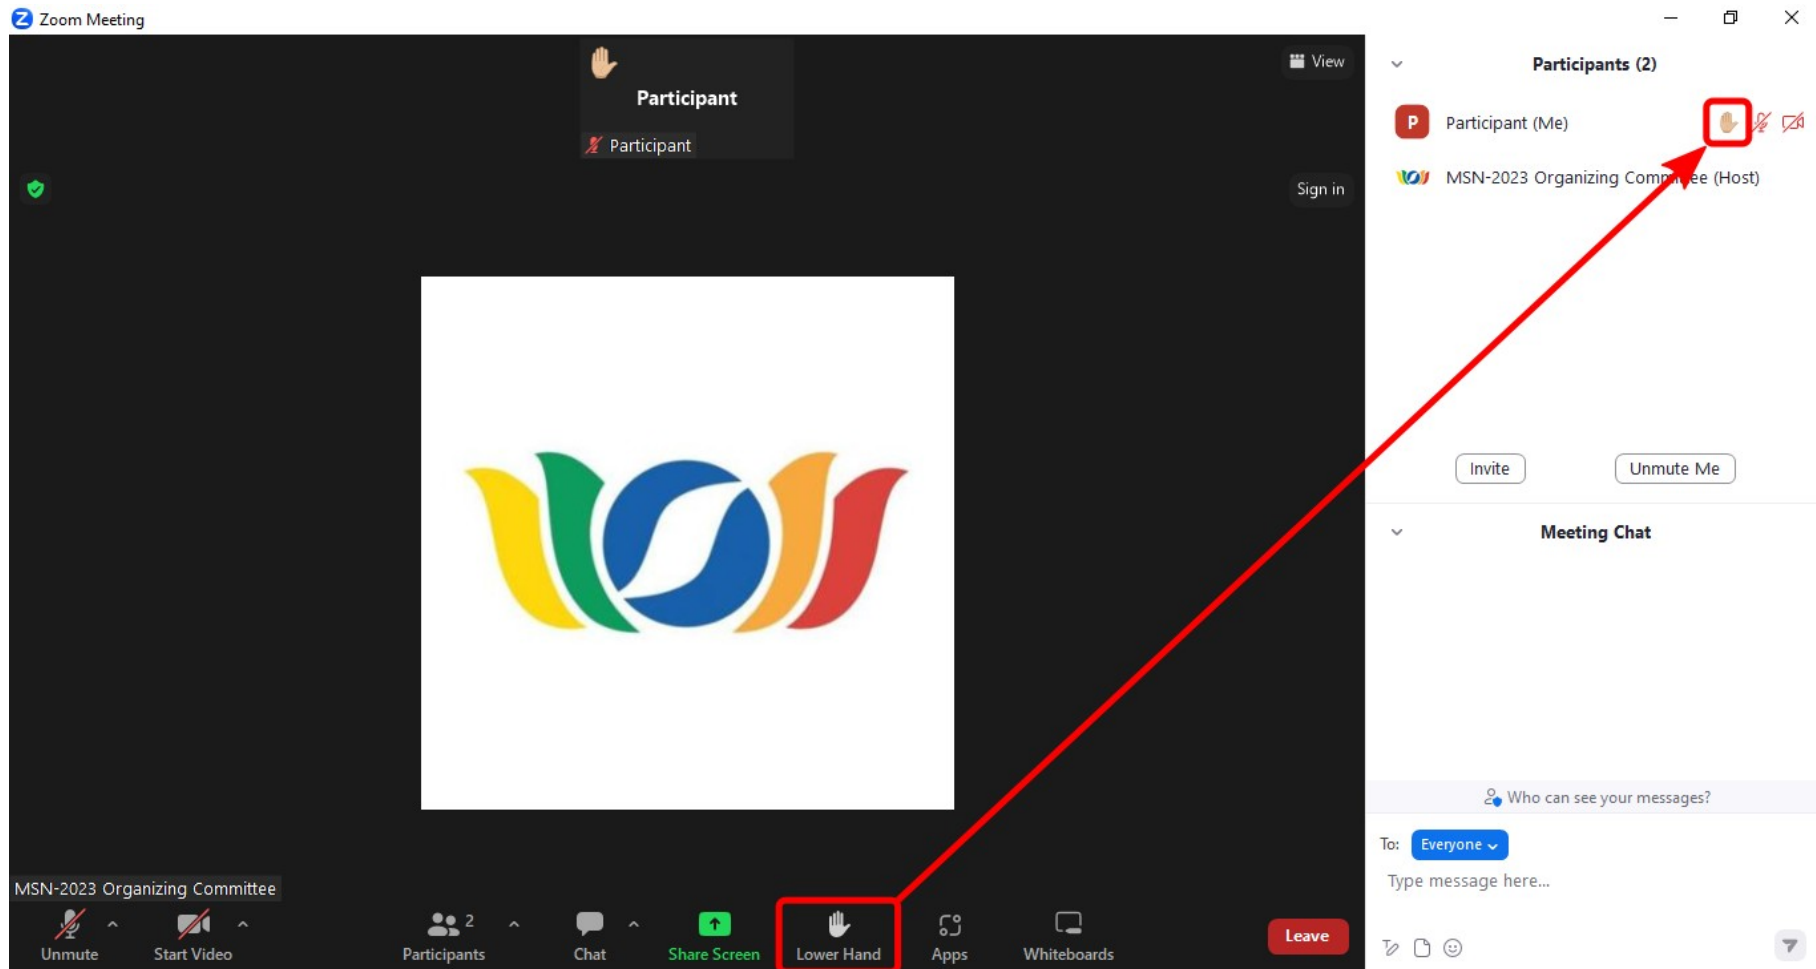 Zoom Meeting
Participant
Participant
View
Sign in
MSN-2023 Organizing Committee
Unmute
Start Video
2
Participants
Chat
Share Screen
Lower Hand
Apps
Whiteboards
Leave
Participants (2)
P
Participant (Me)
MSN-2023 Organizing Committee (Host)
Invite
Unmute Me
Meeting Chat
Who can see your messages?
To: Everyone
Type message here...